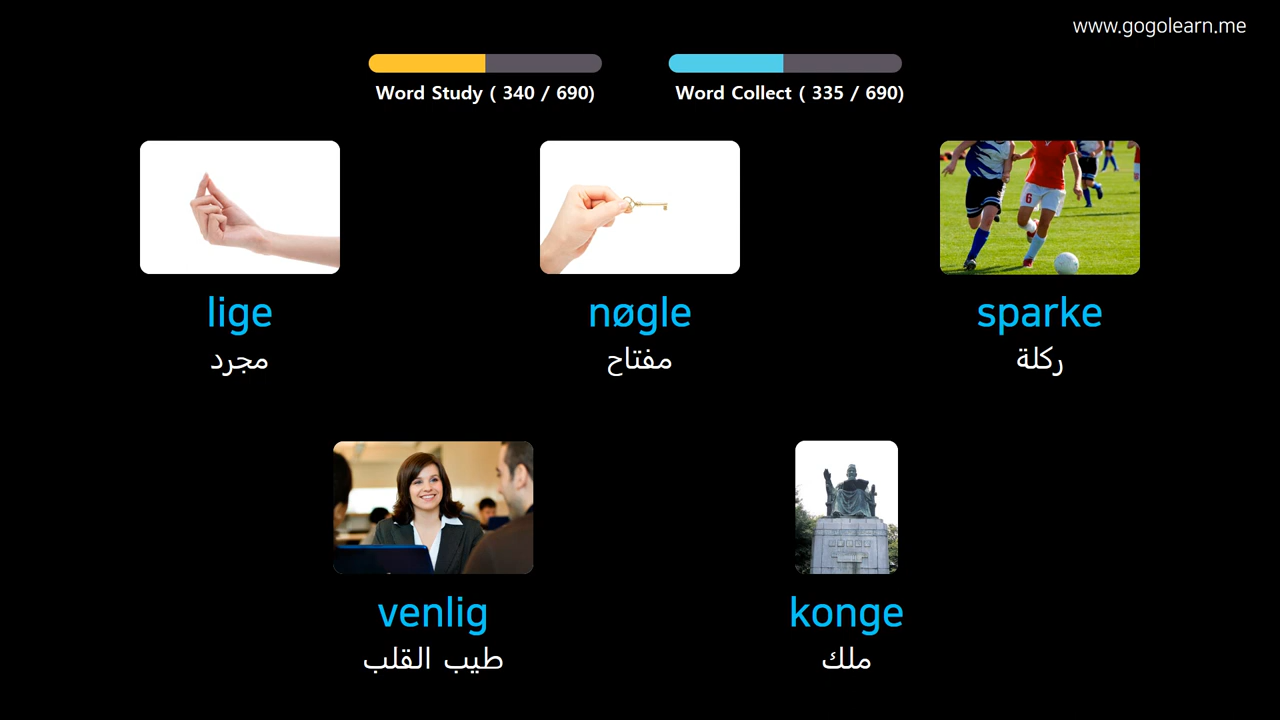 www.gogolearn.me
Word Study ( 340 / 690)
Word Collect ( 335 / 690)
lige
مجرد
nøgle
مفتاح
sparke
ركلة
venlig
طيب القلب
konge
ملك